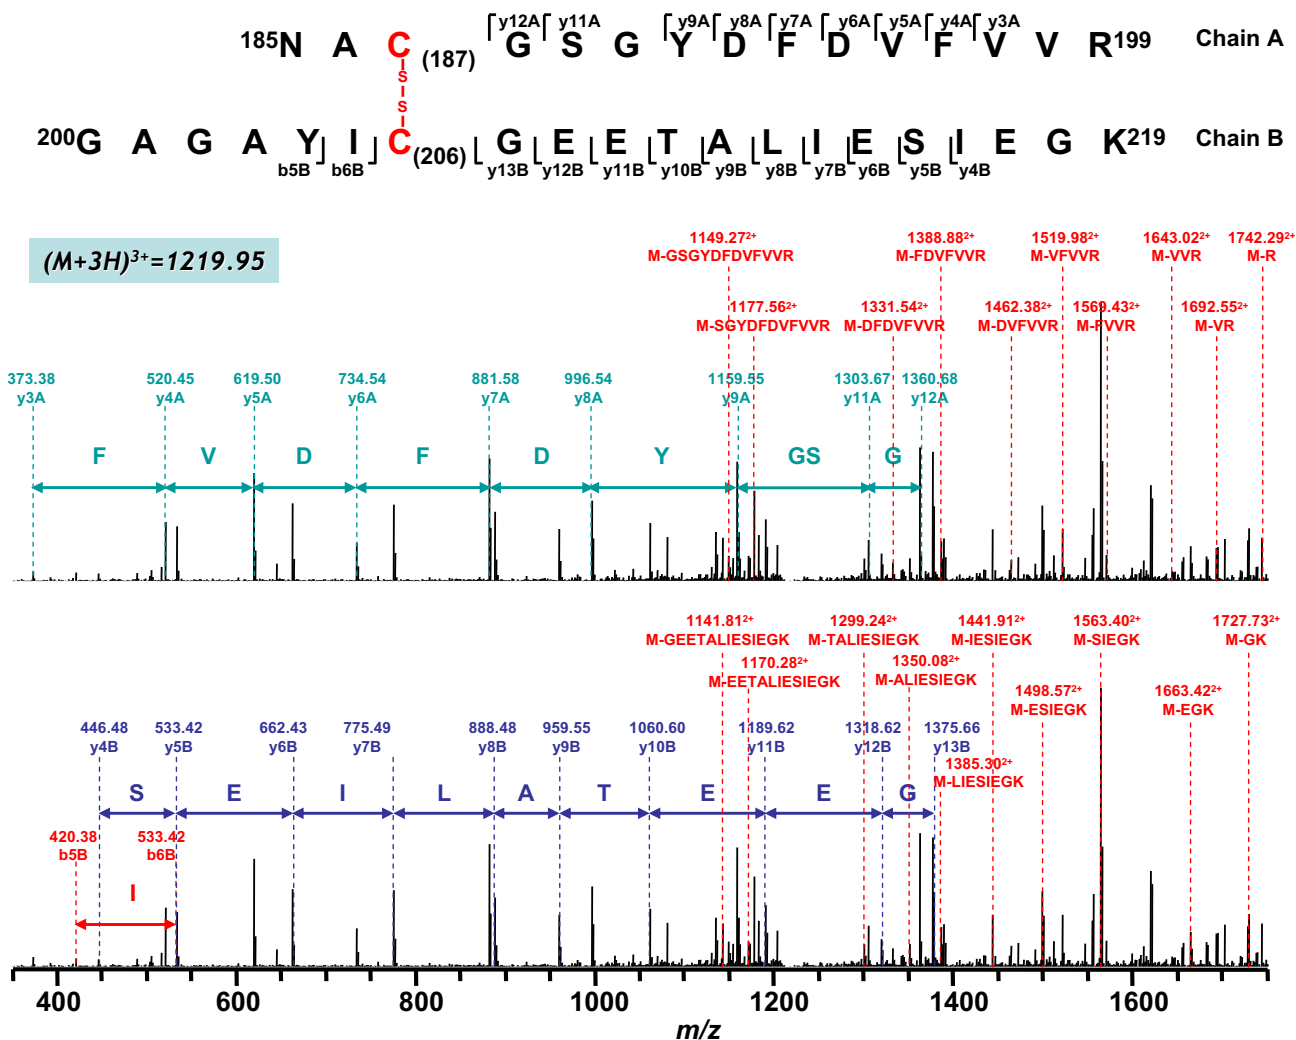 y12A y11A y9A y8A y7A y6A y5A y4A y3A
185N A C (187) G S G Y D F D V F V V R199 Chain A
S
S
200G A G A Y I C (206) G E E T A L I E S I E G K219 Chain B
b5B b6B y13B y12B y11B y10B y9B y8B y7B y6B y5B y4B
(M+3H)3+=1219.95
1149.272+ 1388.882+ 1519.982+ 1643.022+ 1742.292+
M-GSGYDFDVFVVR M-FDVFVVR M-VFVVR M-VVR M-R
1177.562+ 1331.542+ 1462.382+ 1569.432+ 1692.552+
M-SGYDFDVFVVR M-DFDVFVVR M-DVFVVR M-FVVR M-VR
373.38 520.45 619.50 734.54 881.58 996.54 1159.55 1303.67 1360.68
y3A y4A y5A y6A y7A y8A y9A y11A y12A
F V D F D Y GS G
1141.812+ 1299.242+ 1441.912+ 1563.402+ 1727.732+
M-GEETALIESIEGK M-TALIESIEGK M-IESIEGK M-SIEGK M-GK
1170.282+ 1350.082+
M-EETALIESIEGK M-ALIESIEGK
1498.572+ 1663.422+
M-ESIEGK M-EGK
446.48 533.42 662.43 775.49 888.48 959.55 1060.60 1189.62 1318.62 1375.66
y4B y5B y6B y7B y8B y9B y10B y11B y12B y13B
1385.302+
M-LIESIEGK
S E I L A T E E G
420.38 533.42
b5B b6B
I
400 600 800 1000 1200 1400 1600
m/z